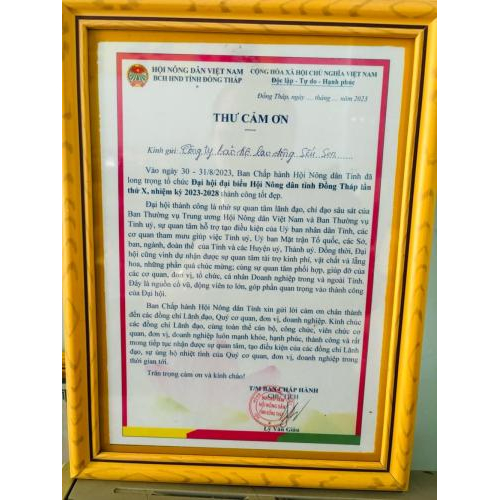 HỘI NÔNG DÂN VIỆT NAM
BCH HND TỈNH ĐỒNG THÁP
CỘNG HÒA XÃ HỘI CHỦ NGHĨA VIỆT NAM
Độc lập - Tự do - Hạnh phúc
Đồng Tháp, ngày .... tháng .... năm 2023
THƯ CẢM ƠN
Kính gửi: Công ty
Vào ngày 30 - 31/8/2023, Ban Chấp hành Hội Nông dân Tỉnh đã
long trọng tổ chức Đại hội đại biểu Hội Nông dân tỉnh Đồng Tháp lần
thứ X, nhiệm kỳ 2023-2028 thành công tốt đẹp.
Đại hội thành công là nhờ sự quan tâm lãnh đạo, chỉ đạo sâu sát của
Ban Thường vụ Trung ương Hội Nông dân Việt Nam và Ban Thường vụ
Tỉnh uỷ, sự quan tâm hỗ trợ tạo điều kiện của Uỷ ban nhân dân Tỉnh, các
cơ quan tham mưu giúp việc Tỉnh uỷ, Uỷ ban Mặt trận Tổ quốc, các Sở,
ban, ngành, đoàn thể của Tỉnh và các Huyện uỷ, Thành uỷ. Đồng thời, Đại
hội cũng vinh dự nhận được sự quan tâm tài trợ kinh phí, vật chất và lẵng
hoa, những phần quà chúc mừng; cùng sự quan tâm phối hợp, giúp đỡ của
các cơ quan, đơn vị, tổ chức, cá nhân Doanh nghiệp trong và ngoài Tỉnh.
Đây là nguồn cổ vũ, động viên to lớn, góp phần quan trọng vào thành công
của Đại hội.
Ban Chấp hành Hội Nông dân Tỉnh xin gửi lời cảm ơn chân thành
đến các đồng chí Lãnh đạo, Quý cơ quan, đơn vị, doanh nghiệp. Kính chúc
các đồng chí Lãnh đạo, cùng toàn thể cán bộ, công chức, viên chức cơ
quan, đơn vị, doanh nghiệp luôn mạnh khỏe, hạnh phúc, thành công và rất
mong tiếp tục nhận được sự quan tâm, tạo điều kiện của các đồng chí Lãnh
đạo, sự ủng hộ nhiệt tình của Quý cơ quan, đơn vị, doanh nghiệp trong
thời gian tới.
Trân trọng cảm ơn và kính chào!
T/M BAN CHẤP HÀNH
CHỦ TỊCH
Lý Văn Giàu